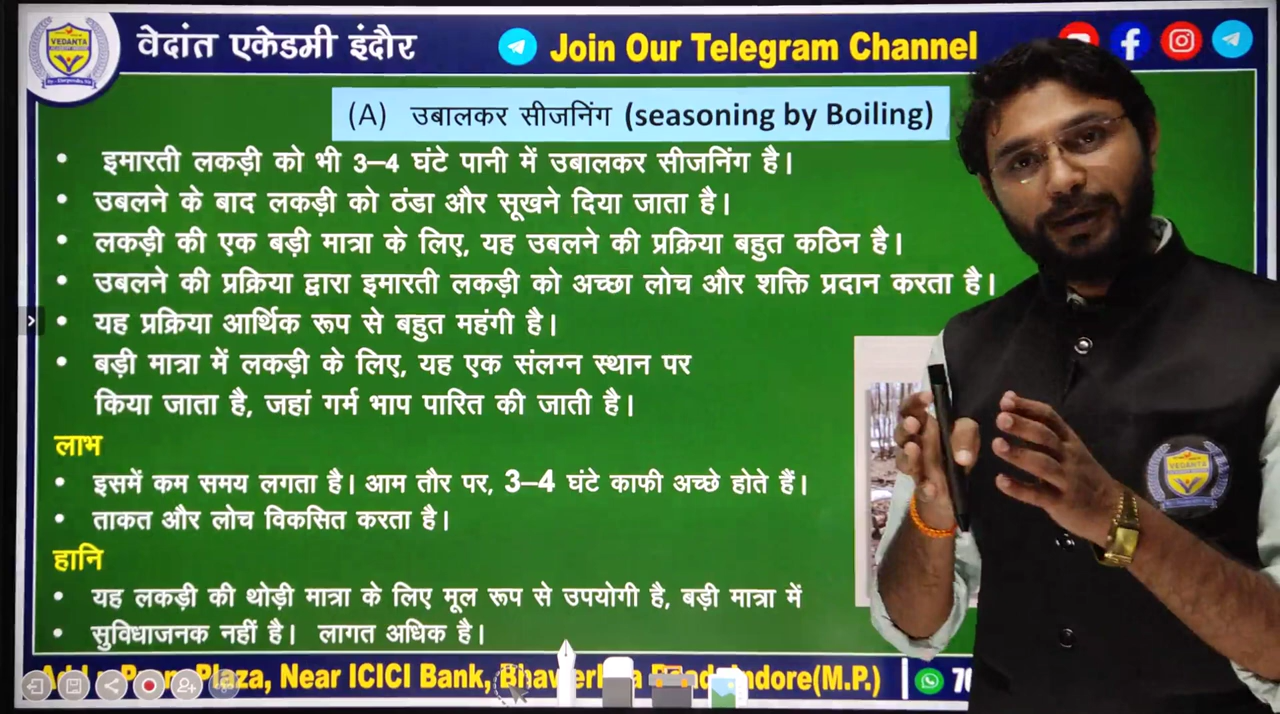 VEDANTA
वेदांत एकेडमी इंदौर
Join Our Telegram Channel
(A) उबालकर सीजनिंग (seasoning by Boiling)
• इमारती लकड़ी को भी 3–4 घंटे पानी में उबालकर सीजनिंग है।
• उबलने के बाद लकड़ी को ठंडा और सूखने दिया जाता है।
• लकड़ी की एक बड़ी मात्रा के लिए, यह उबलने की प्रक्रिया बहुत कठिन है।
• उबलने की प्रक्रिया द्वारा इमारती लकड़ी को अच्छा लोच और शक्ति प्रदान करता है।
• यह प्रक्रिया आर्थिक रूप से बहुत महंगी है।
• बड़ी मात्रा में लकड़ी के लिए, यह एक संलग्न स्थान पर
किया जाता है, जहां गर्म भाप पारित की जाती है।
लाभ
• इसमें कम समय लगता है। आम तौर पर, 3–4 घंटे काफी अच्छे होते हैं।
• ताकत और लोच विकसित करता है।
VEDANTA
हानि
• यह लकड़ी की थोड़ी मात्रा के लिए मूल रूप से उपयोगी है, बड़ी मात्रा में
• सुविधाजनक नहीं है। लागत अधिक है।
Plaza, Near ICICI Bank, Indore(M.P.)